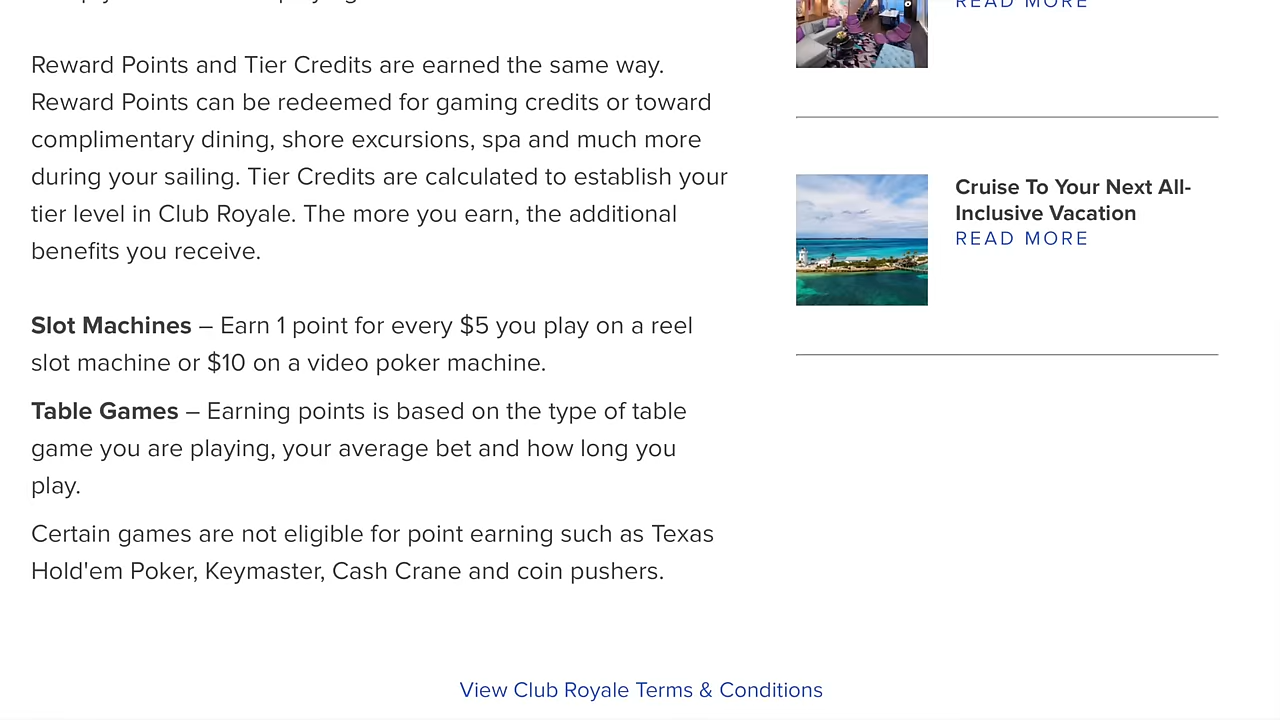 Reward Points and Tier Credits are earned the same way.
Reward Points can be redeemed for gaming credits or toward
complimentary dining, shore excursions, spa and much more
during your sailing. Tier Credits are calculated to establish your
tier level in Club Royale. The more you earn, the additional
benefits you receive.
Slot Machines – Earn 1 point for every $5 you play on a reel
slot machine or $10 on a video poker machine.
Table Games – Earning points is based on the type of table
game you are playing, your average bet and how long you
play.
Certain games are not eligible for point earning such as Texas
Hold'em Poker, Keymaster, Cash Crane and coin pushers.
READ MORE
Cruise To Your Next All-
Inclusive Vacation
READ MORE
View Club Royale Terms & Conditions